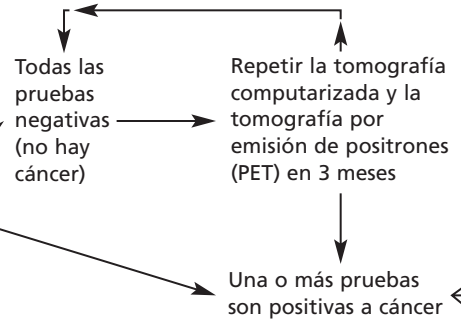 Todas las
pruebas
negativas
(no hay
cáncer)
Repetir la tomografía
computarizada y la
tomografía por
emisión de positrones
(PET) en 3 meses
Una o más pruebas
son positivas a cáncer